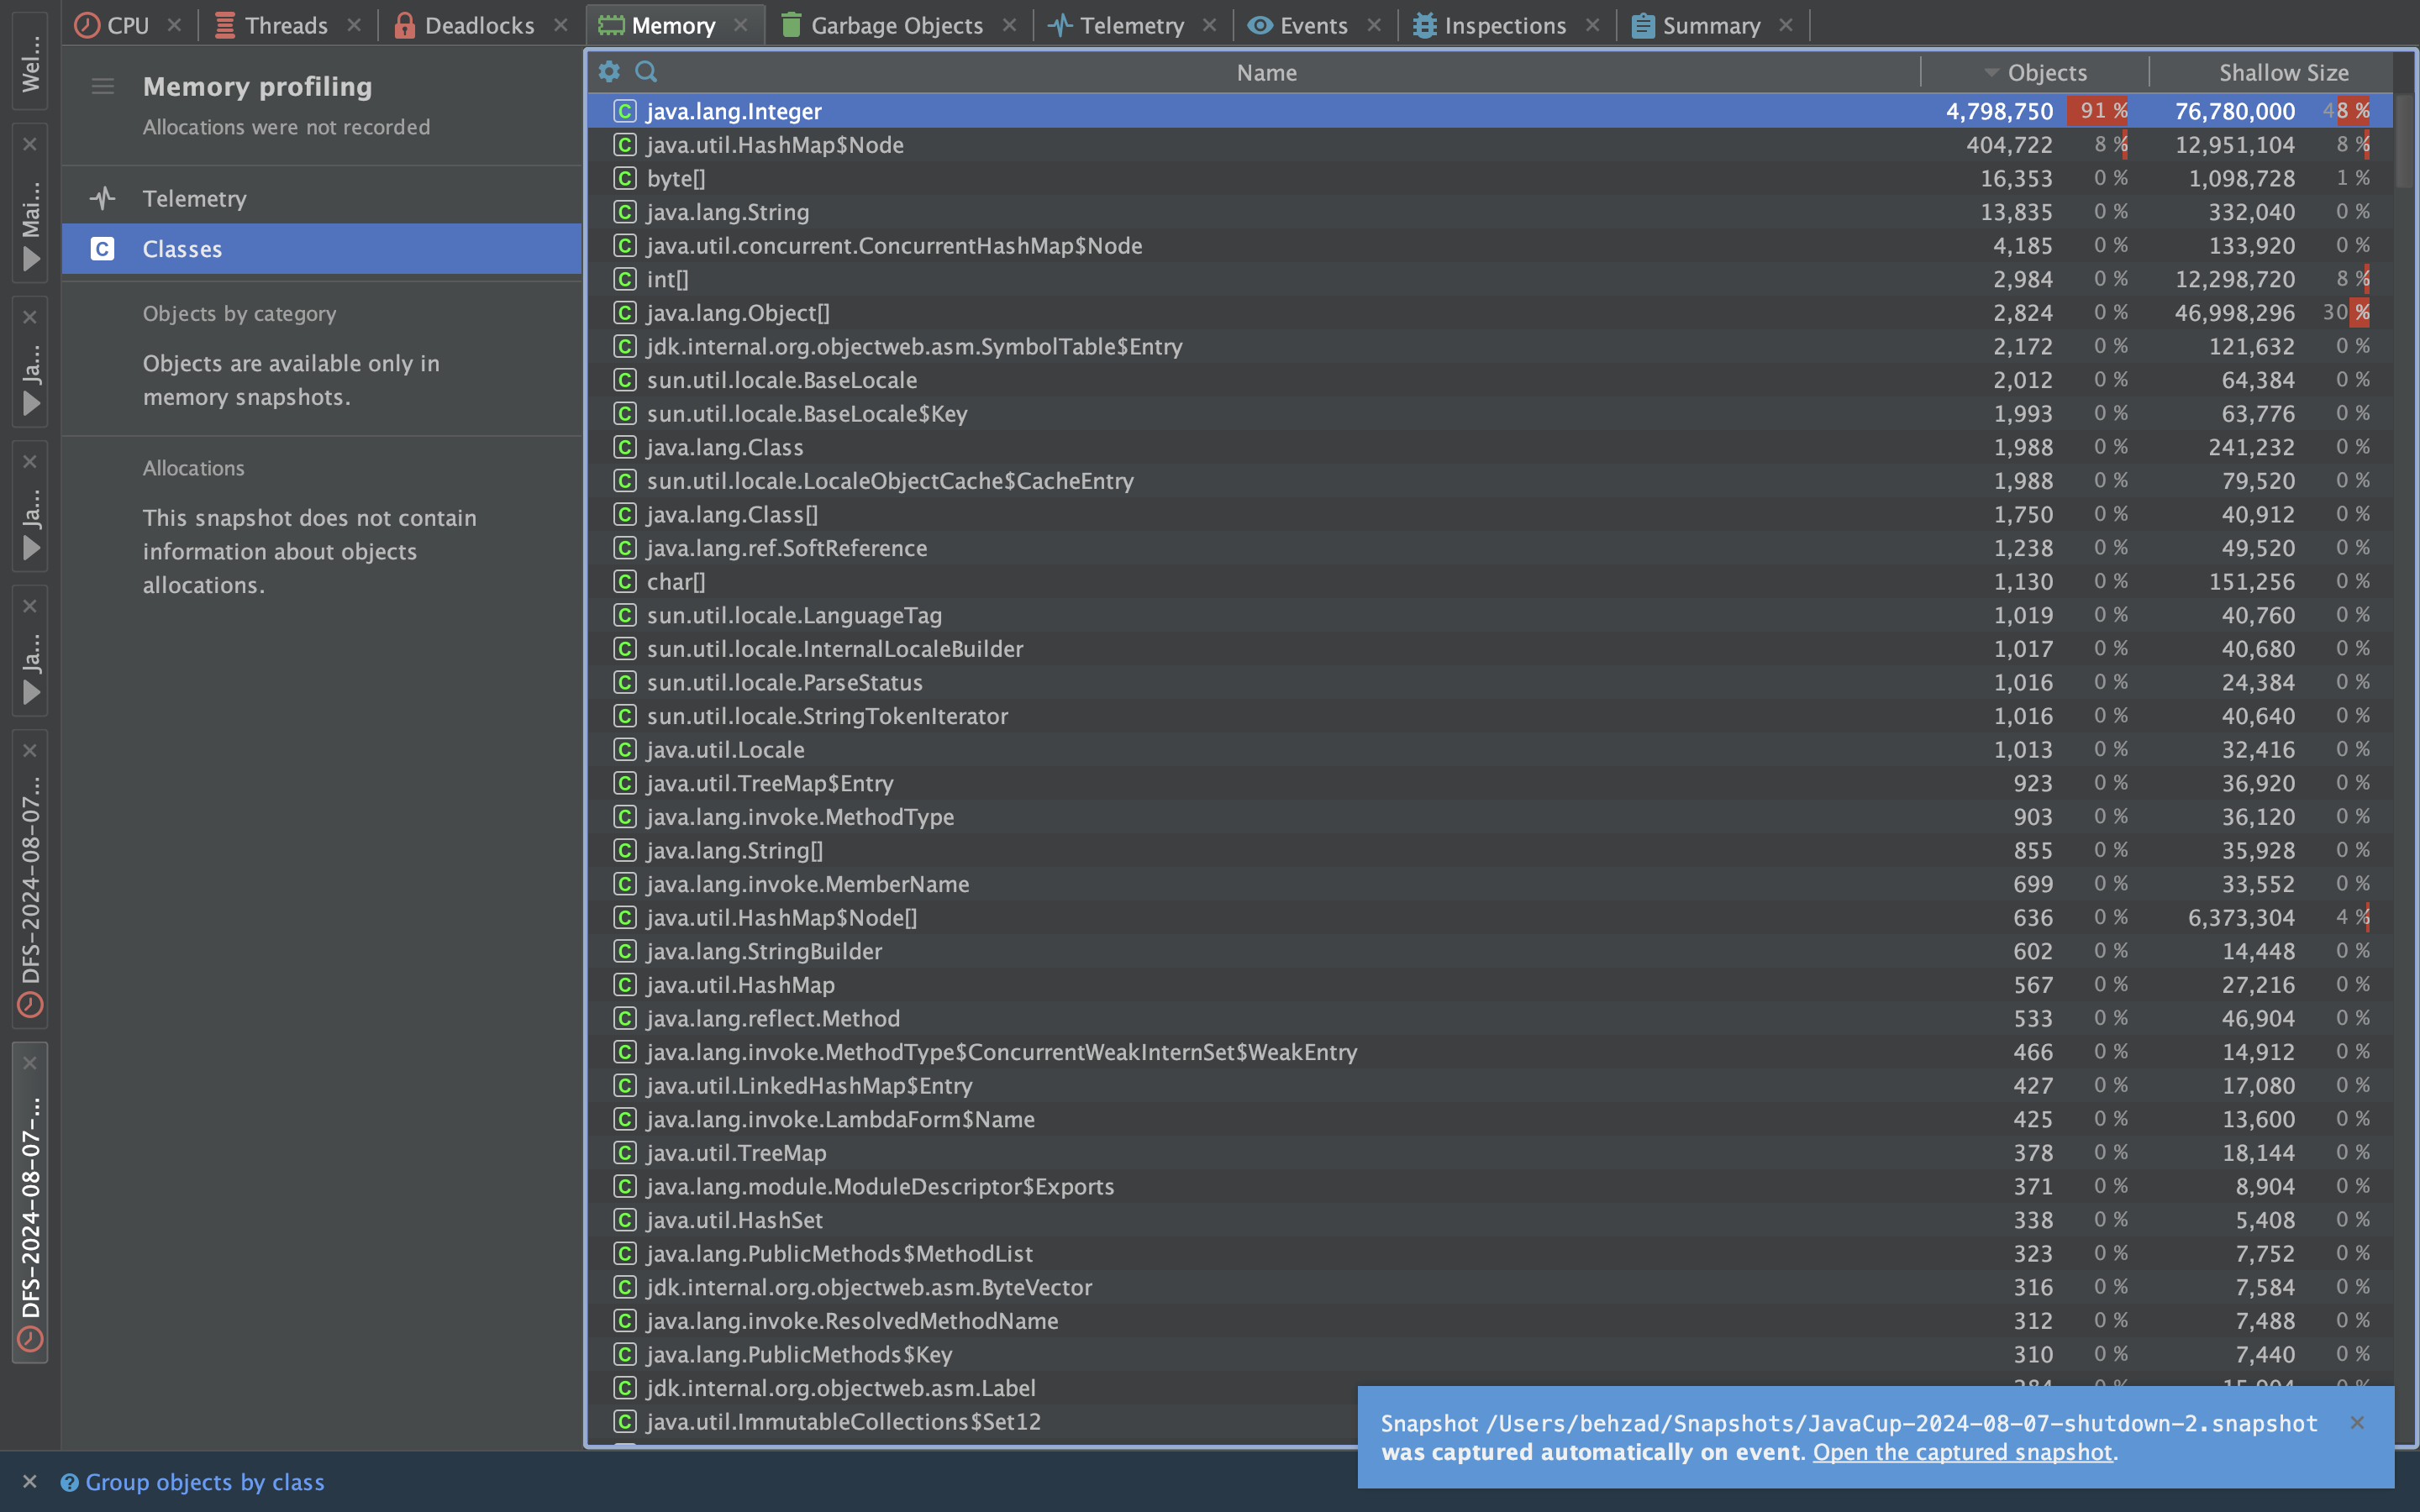 CPU
Threads
Deadlocks
Memory
Garbage Objects
Telemetry
Events
Inspections
Summary
Wel...
Mai...
Ja...
Ja...
Ja...
DFS-2024-08-07...
DFS-2024-08-07-...
Memory profiling
Allocations were not recorded
Telemetry
C Classes
Objects by category
Objects are available only in
memory snapshots.
Allocations
This snapshot does not contain
information about objects
allocations.
Name Objects Shallow Size
C java.lang.Integer 4,798,750 91 % 76,780,000 48 %
C java.util.HashMap$Node 404,722 8 % 12,951,104 8 %
C byte[] 16,353 0 % 1,098,728 1 %
C java.lang.String 13,835 0 % 332,040 0 %
C java.util.concurrent.ConcurrentHashMap$Node 4,185 0 % 133,920 0 %
C int[] 2,984 0 % 12,298,720 8 %
C java.lang.Object[] 2,824 0 % 46,998,296 30 %
C jdk.internal.org.objectweb.asm.SymbolTable$Entry 2,172 0 % 121,632 0 %
C sun.util.locale.BaseLocale 2,012 0 % 64,384 0 %
C sun.util.locale.BaseLocale$Key 1,993 0 % 63,776 0 %
C java.lang.Class 1,988 0 % 241,232 0 %
C sun.util.locale.LocaleObjectCache$CacheEntry 1,988 0 % 79,520 0 %
C java.lang.Class[] 1,750 0 % 40,912 0 %
C java.lang.ref.SoftReference 1,238 0 % 49,520 0 %
C char[] 1,130 0 % 151,256 0 %
C sun.util.locale.LanguageTag 1,019 0 % 40,760 0 %
C sun.util.locale.InternalLocaleBuilder 1,017 0 % 40,680 0 %
C sun.util.locale.ParseStatus 1,016 0 % 24,384 0 %
C sun.util.locale.StringTokenIterator 1,016 0 % 40,640 0 %
C java.util.Locale 1,013 0 % 32,416 0 %
C java.util.TreeMap$Entry 923 0 % 36,920 0 %
C java.lang.invoke.MethodType 903 0 % 36,120 0 %
C java.lang.String[] 855 0 % 35,928 0 %
C java.lang.invoke.MemberName 699 0 % 33,552 0 %
C java.util.HashMap$Node[] 636 0 % 6,373,304 4 %
C java.lang.StringBuilder 602 0 % 14,448 0 %
C java.util.HashMap 567 0 % 27,216 0 %
C java.lang.reflect.Method 533 0 % 46,904 0 %
C java.lang.invoke.MethodType$ConcurrentWeakInternSet$WeakEntry 466 0 % 14,912 0 %
C java.util.LinkedHashMap$Entry 427 0 % 17,080 0 %
C java.lang.invoke.LambdaForm$Name 425 0 % 13,600 0 %
C java.util.TreeMap 378 0 % 18,144 0 %
C java.lang.module.ModuleDescriptor$Exports 371 0 % 8,904 0 %
C java.util.HashSet 338 0 % 5,408 0 %
C java.lang.PublicMethods$MethodList 323 0 % 7,752 0 %
C jdk.internal.org.objectweb.asm.ByteVector 316 0 % 7,584 0 %
C java.lang.invoke.ResolvedMethodName 312 0 % 7,488 0 %
C java.lang.PublicMethods$Key 310 0 % 7,440 0 %
C jdk.internal.org.objectweb.asm.Label
C java.util.ImmutableCollections$Set12
Snapshot /Users/behzad/Snapshots/JavaCup-2024-08-07-shutdown-2.snapshot
was captured automatically on event. Open the captured snapshot.
? Group objects by class